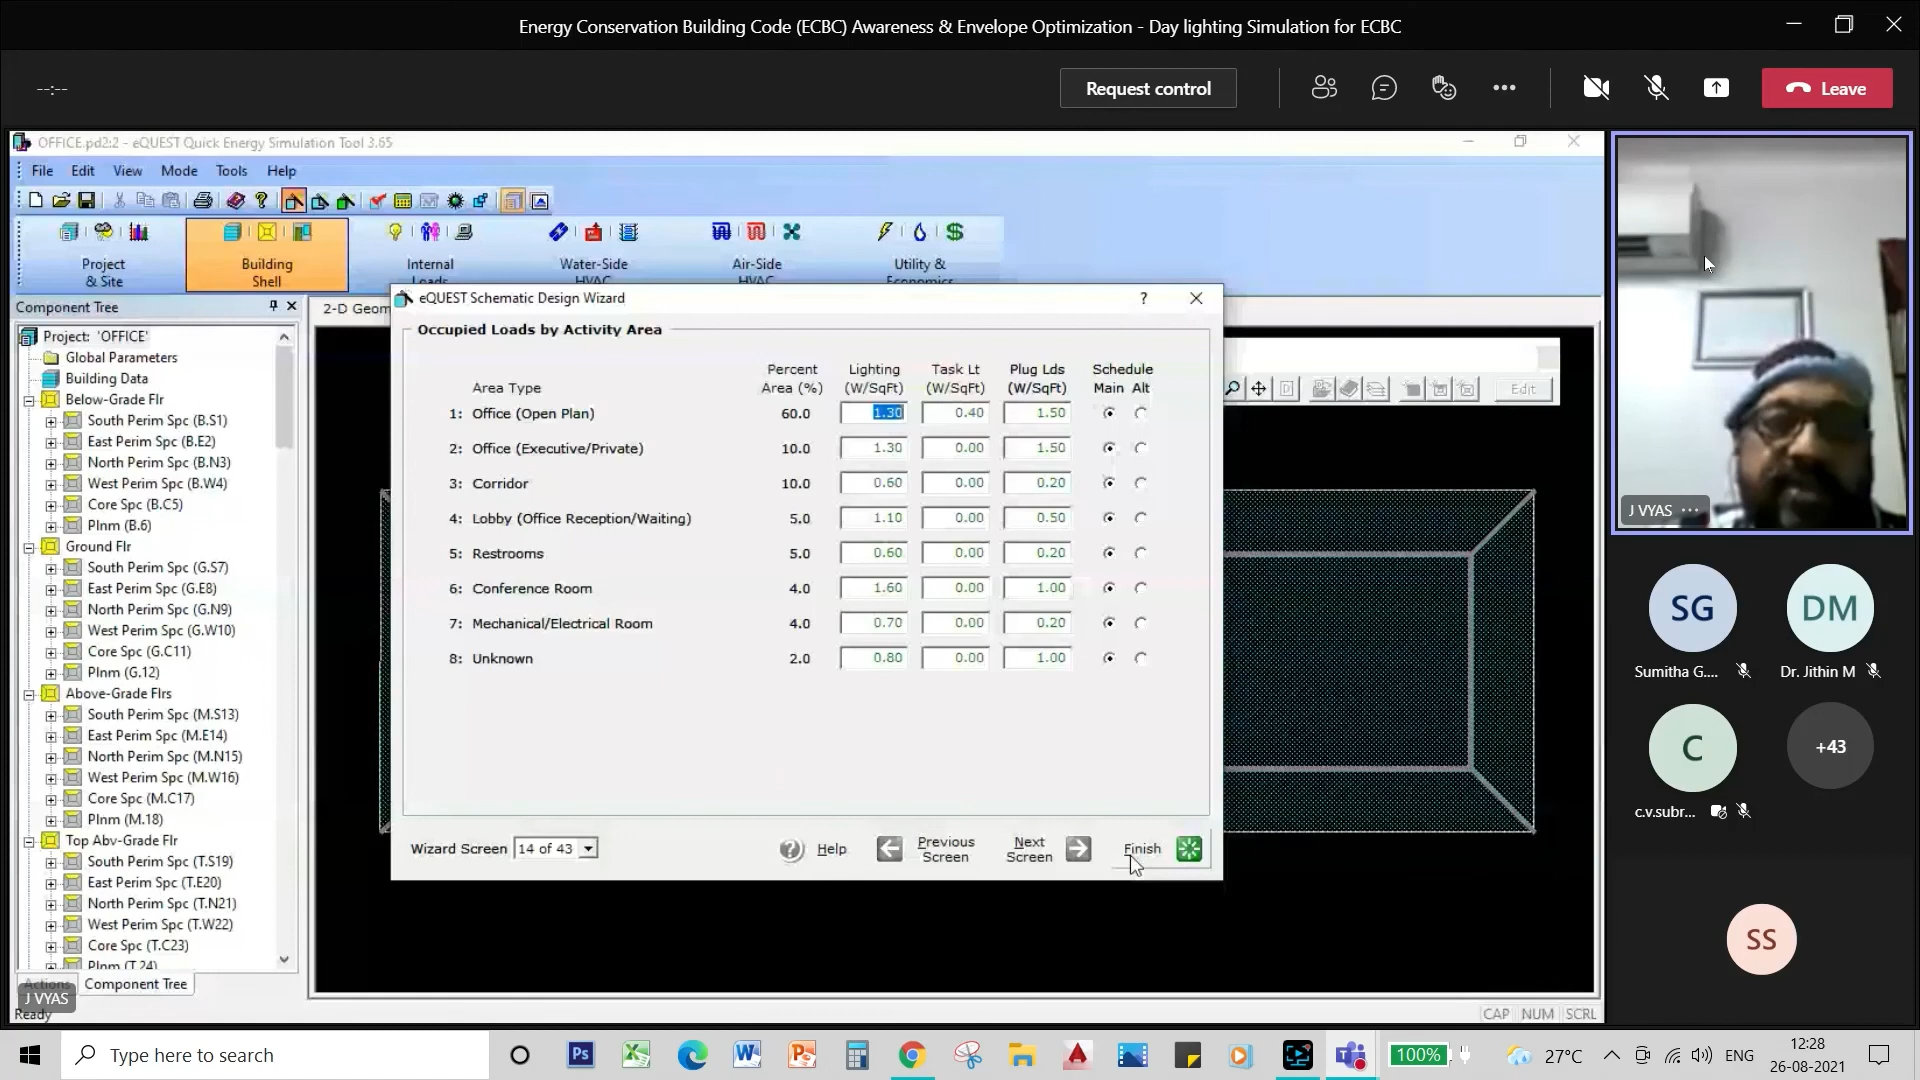 Energy Conservation Building Code (ECBC) Awareness & Envelope Optimization - Day lighting Simulation for ECBC
--:--
Request control
Leave
OFFICE.pd2:2 - eQUEST Quick Energy Simulation Tool 3.65
File Edit View Mode Tools Help
Project & Site
Building Shell
Internal Loads
Water-Side HVAC
Air-Side HVAC
Utility & Economics
Component Tree
2-D Geom
Project: 'OFFICE'
Global Parameters
Building Data
Below-Grade Flr
South Perim Spc (B.S1)
East Perim Spc (B.E2)
North Perim Spc (B.N3)
West Perim Spc (B.W4)
Core Spc (B.C5)
Plnm (B.6)
Ground Flr
South Perim Spc (G.S7)
East Perim Spc (G.E8)
North Perim Spc (G.N9)
West Perim Spc (G.W10)
Core Spc (G.C11)
Plnm (G.12)
Above-Grade Flrs
South Perim Spc (M.S13)
East Perim Spc (M.E14)
North Perim Spc (M.N15)
West Perim Spc (M.W16)
Core Spc (M.C17)
Plnm (M.18)
Top Abv-Grade Flr
South Perim Spc (T.S19)
East Perim Spc (T.E20)
North Perim Spc (T.N21)
West Perim Spc (T.W22)
Core Spc (T.C23)
Plnm (T.24)
Actions Component Tree
J VYAS
Ready
eQUEST Schematic Design Wizard ?
Occupied Loads by Activity Area
Percent Lighting Task Lt Plug Lds Schedule
Area Type Area (%) (W/SqFt) (W/SqFt) (W/SqFt) Main Alt
1: Office (Open Plan) 60.0 1.30 0.40 1.50
2: Office (Executive/Private) 10.0 1.30 0.00 1.50
3: Corridor 10.0 0.60 0.00 0.20
4: Lobby (Office Reception/Waiting) 5.0 1.10 0.00 0.50
5: Restrooms 5.0 0.60 0.00 0.20
6: Conference Room 4.0 1.60 0.00 1.00
7: Mechanical/Electrical Room 4.0 0.70 0.00 0.20
8: Unknown 2.0 0.80 0.00 1.00
Wizard Screen 14 of 43 Help Previous Screen Next Screen Finish
Edit
CAP NUM SCRL
J VYAS ...
SG
DM
Sumitha G....
Dr. Jithin M
C
+43
c.v.subr...
SS
Type here to search
100%
27°C
ENG
12:28
26-08-2021